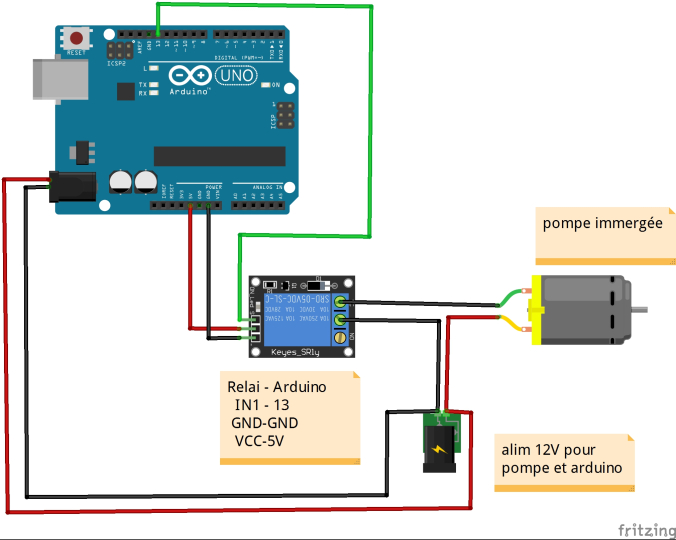 RESET
ICSP2
AREF
GND
13
12
~11
~10
~9
8
7
~6
~5
4
~3
2
TX▸1
RX◂0
DIGITAL (PWM=~)
L
TX
RX
UNO
Arduino™
ON
ICSP
1
IOREF
RESET
3V3
5V
GND
GND
VIN
POWER
ANALOG IN
A0
A1
A2
A3
A4
A5
pompe immergée
SRD-05VDC-SL-C
10A 250VAC 10A 125VAC
10A 30VDC 10A 28VDC
NC
Keyes_SRly
Relai - Arduino
IN1 - 13
GND-GND
VCC-5V
alim 12V pour
pompe et arduino
fritzing